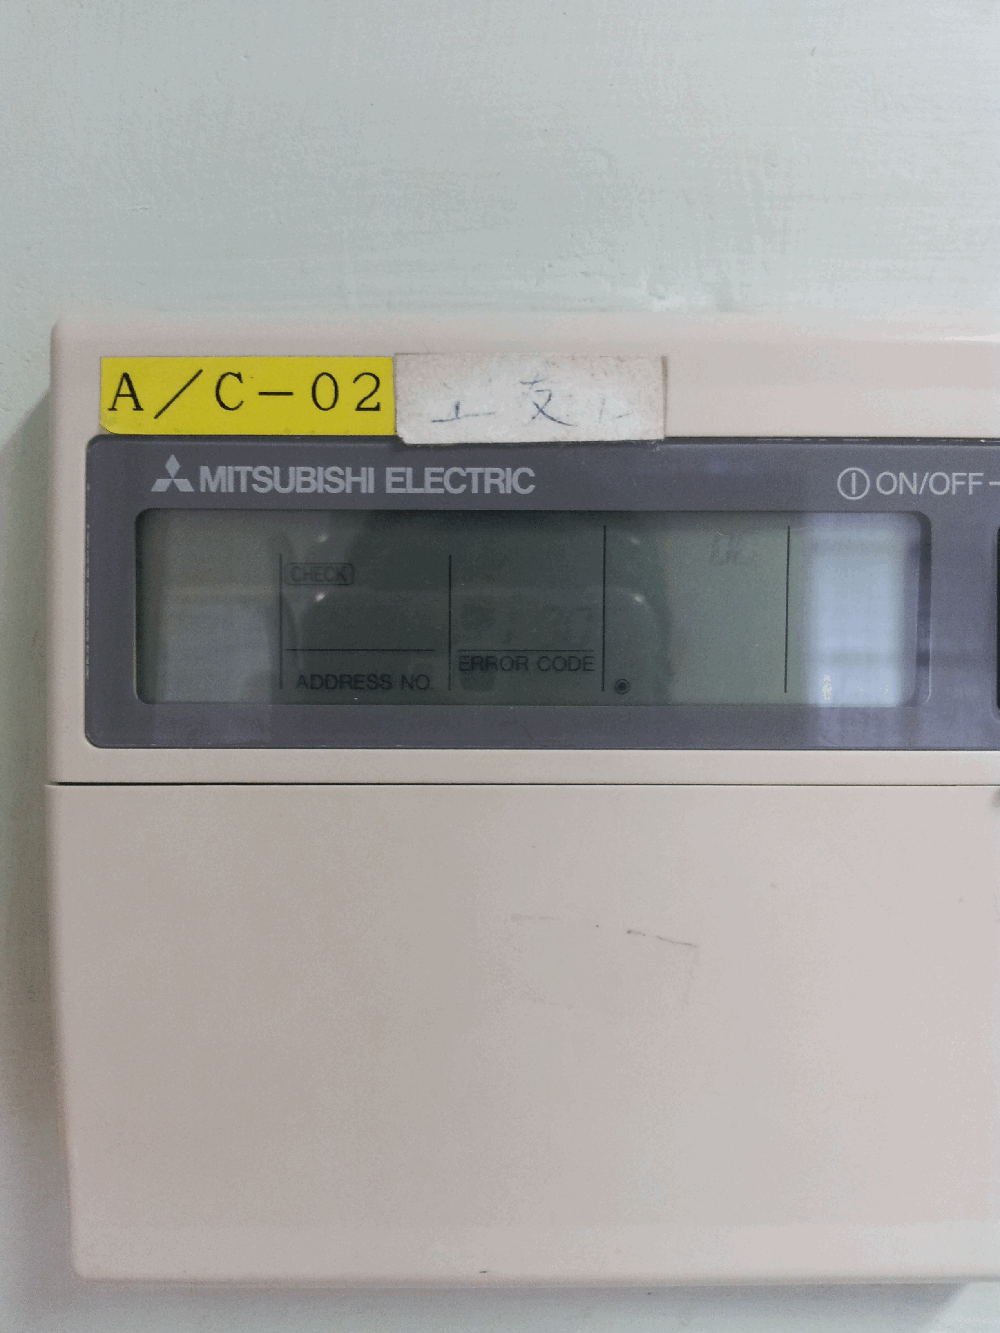 A/C-02
MITSUBISHI ELECTRIC
ON/OFF
CHECK
ERROR CODE
ADDRESS NO.